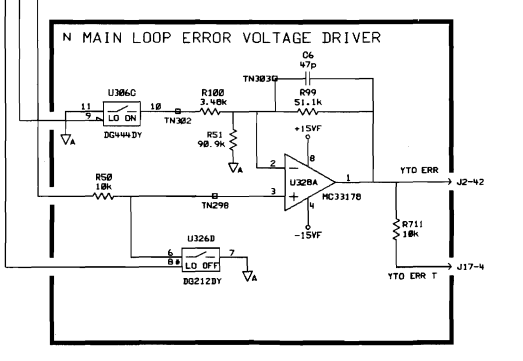 N MAIN LOOP ERROR VOLTAGE DRIVER
C6
47p
TN303
U306C
R100
3.48k
R99
51.1k
11
9
LO ON
10
TN302
DG444DY
A
R51
90.9k
A
+15VF
8
2
-
U328A
1
MC33178
3
+
4
-15VF
YTO ERR
J2-42
R50
10k
TN298
R711
10k
U326D
6
8
LO OFF
7
DG212DY
A
YTO ERR T
J17-4